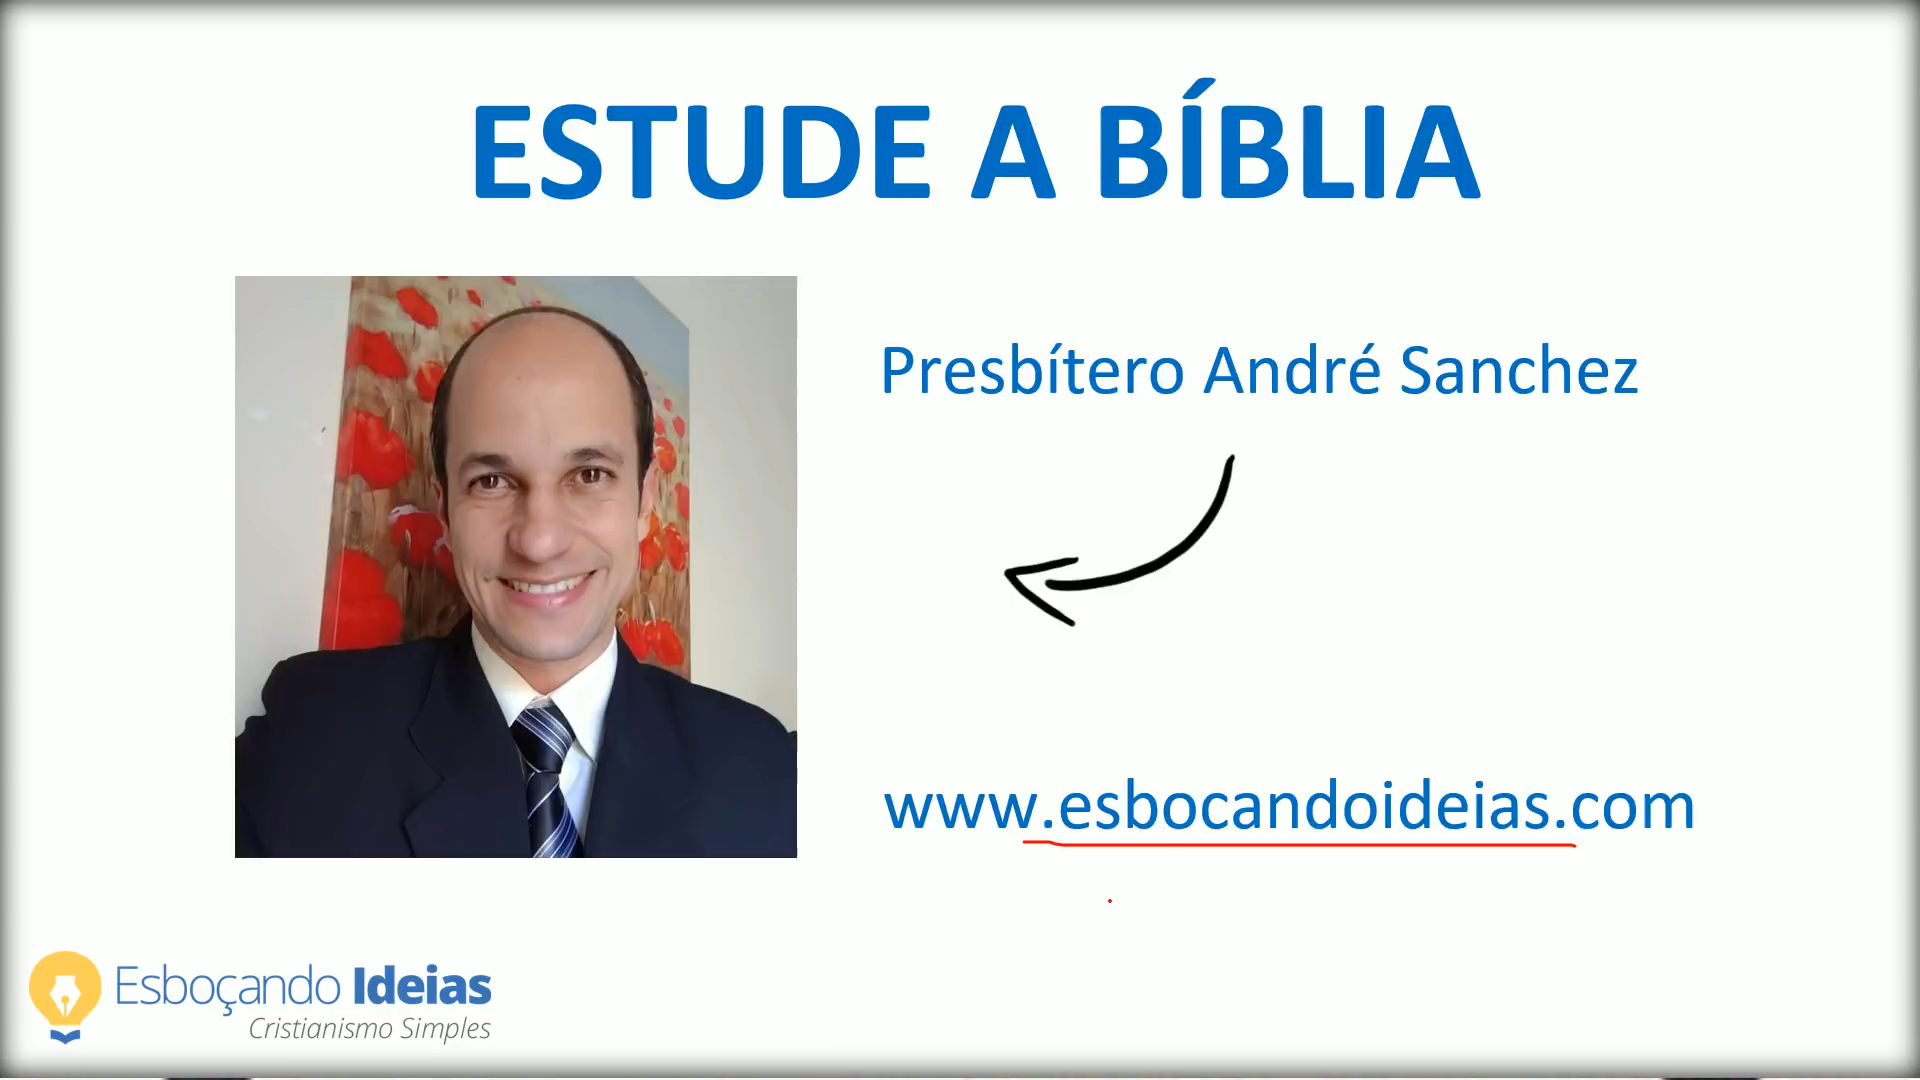 ESTUDE A BÍBLIA
Presbítero André Sanchez
www.esbocandoideias.com
Esboçando Ideias
Cristianismo Simples